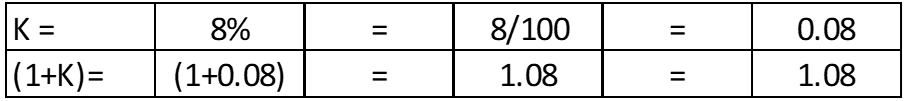 K = 8% = 8/100 = 0.08
(1+K)= (1+0.08) = 1.08 = 1.08